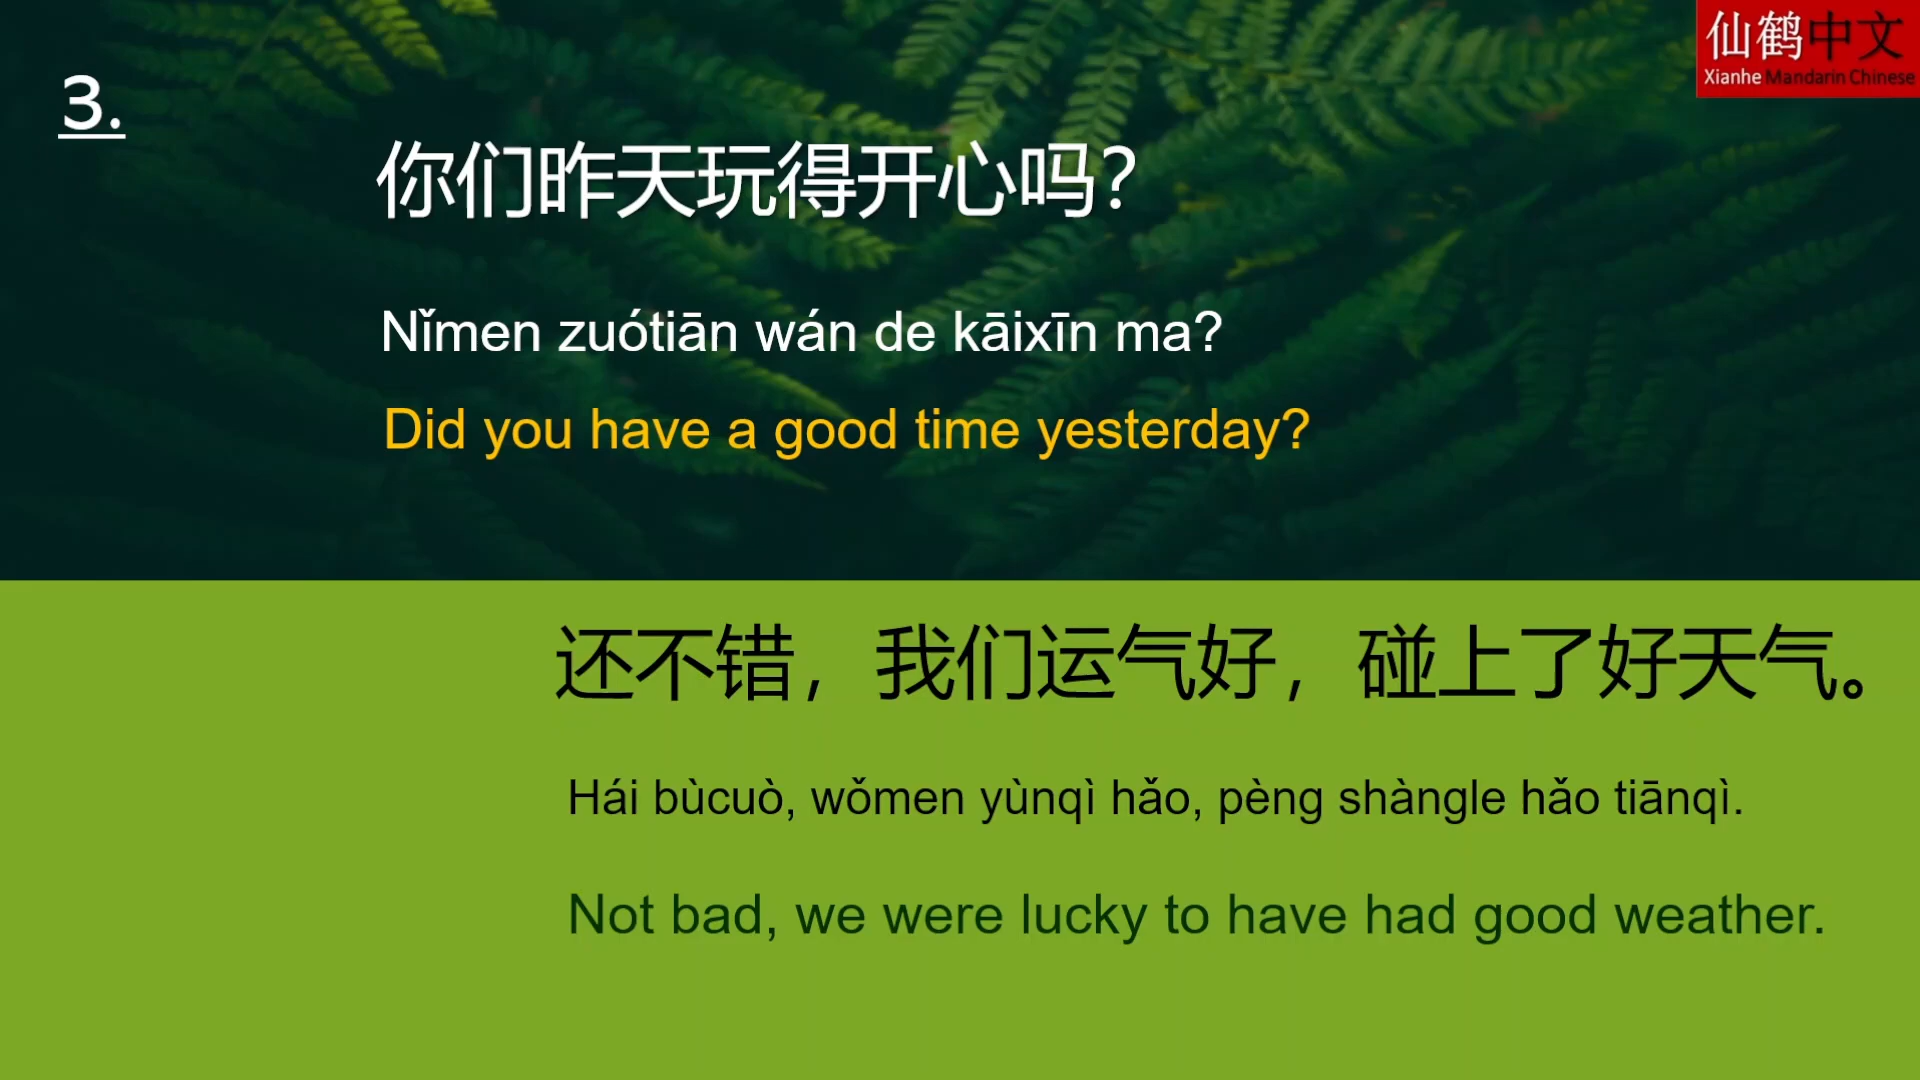 仙鹤中文
Xianhe Mandarin Chinese
3.
你们昨天玩得开心吗?
Nǐmen zuótiān wán de kāixīn ma?
Did you have a good time yesterday?
还不错，我们运气好，碰上了好天气。
Hái bùcuò, wǒmen yùnqì hǎo, pèng shàngle hǎo tiānqì.
Not bad, we were lucky to have had good weather.